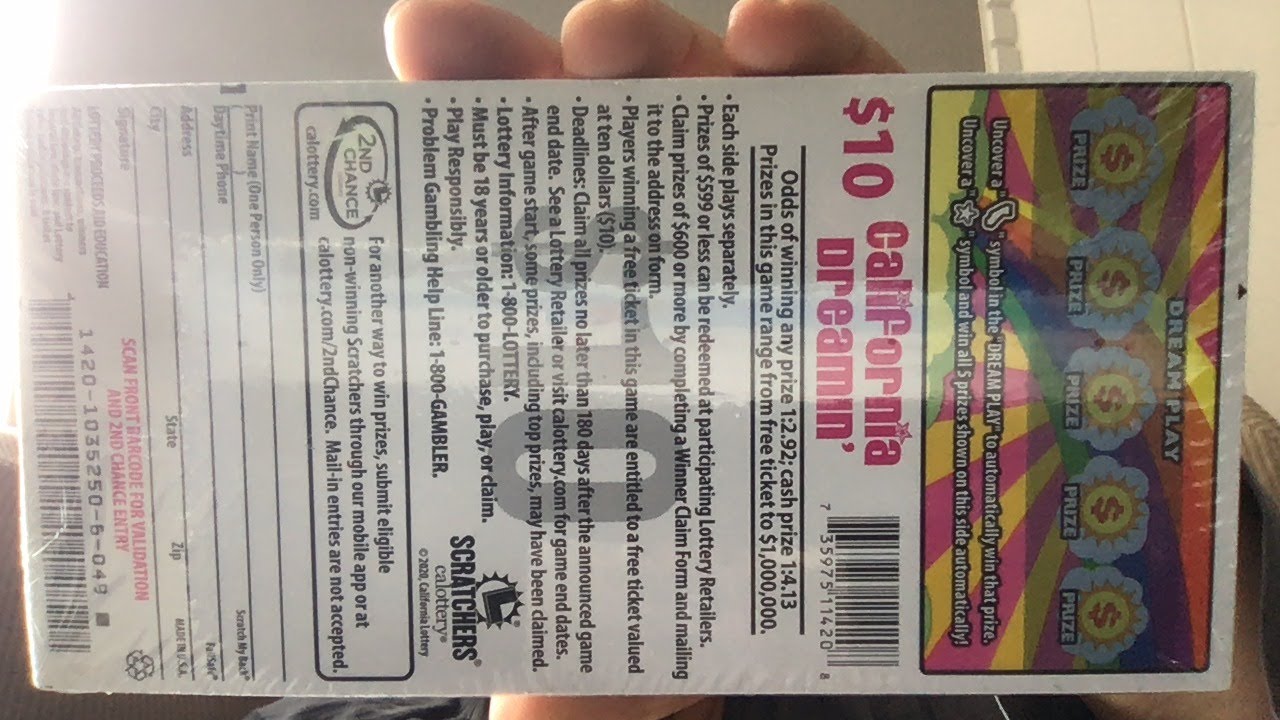 DREAM PLAY
PRIZE PRIZE PRIZE PRIZE PRIZE
Uncover a " " symbol in the "DREAM PLAY" to automatically win that prize.
Uncover a " " symbol and win all 5 prizes shown on this side automatically!
$10 California
Dreamin'
7 35975 11420 8
Odds of winning any prize 1:2.92; cash prize 1:4.13
Prizes in this game range from free ticket to $1,000,000.
• Each side plays separately.
• Prizes of $599 or less can be redeemed at participating Lottery Retailers.
• Claim prizes of $600 or more by completing a Winner Claim Form and mailing
it to the address on form.
• Players winning a free ticket in this game are entitled to a free ticket valued
at ten dollars ($10).
• Deadlines: Claim all prizes no later than 180 days after the announced game
end date. See a Lottery Retailer or visit calottery.com for game end dates.
• After game start, some prizes, including top prizes, may have been claimed.
• Lottery Information: 1-800-LOTTERY.
• Must be 18 years or older to purchase, play, or claim.
• Play Responsibly.
• Problem Gambling Help Line: 1-800-GAMBLER.
SCRATCHERS®
calottery®
©2020, California Lottery
2ND
CHANCE
calottery.com
For another way to win prizes, submit eligible
non-winning Scratchers through our mobile app or at
calottery.com/2ndChance. Mail-in entries are not accepted.
1
Print Name (One Person Only)
Scratch My Back®
Daytime Phone
Address
City State Zip
MADE IN U.S.A.
Signature
SCAN FRONT BARCODE FOR VALIDATION
AND 2ND CHANCE ENTRY
LOTTERY PROCEEDS AID EDUCATION
1420-1035250-6-049